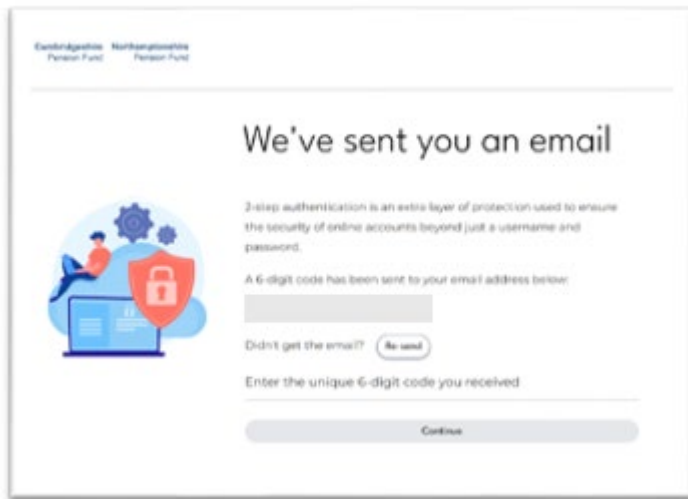 Cambridgeshire Northamptonshire
Pension Fund Pension Fund
We've sent you an email
2-step authentication is an extra layer of protection used to ensure
the security of online accounts beyond just a username and
password.
A 6-digit code has been sent to your email address below:
Didn't get the email? Re-send
Enter the unique 6-digit code you received
Continue